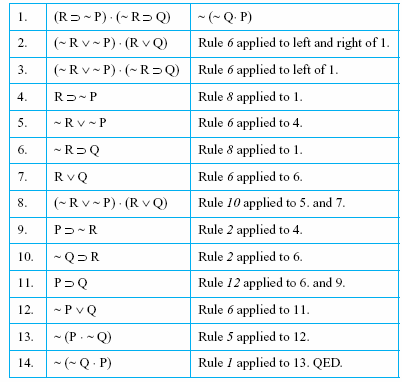 1. (R ⊃ ~ P) · (~ R ⊃ Q) ~ (~ Q · P)
2. (~ R ∨ ~ P) · (R ∨ Q) Rule 6 applied to left and right of 1.
3. (~ R ∨ ~ P) · (~ R ⊃ Q) Rule 6 applied to left of 1.
4. R ⊃ ~ P Rule 8 applied to 1.
5. ~ R ∨ ~ P Rule 6 applied to 4.
6. ~ R ⊃ Q Rule 8 applied to 1.
7. R ∨ Q Rule 6 applied to 6.
8. (~ R ∨ ~ P) · (R ∨ Q) Rule 10 applied to 5. and 7.
9. P ⊃ ~ R Rule 2 applied to 4.
10. ~ Q ⊃ R Rule 2 applied to 6.
11. P ⊃ Q Rule 12 applied to 6. and 9.
12. ~ P ∨ Q Rule 6 applied to 11.
13. ~ (P · ~ Q) Rule 5 applied to 12.
14. ~ (~ Q · P) Rule 1 applied to 13. QED.